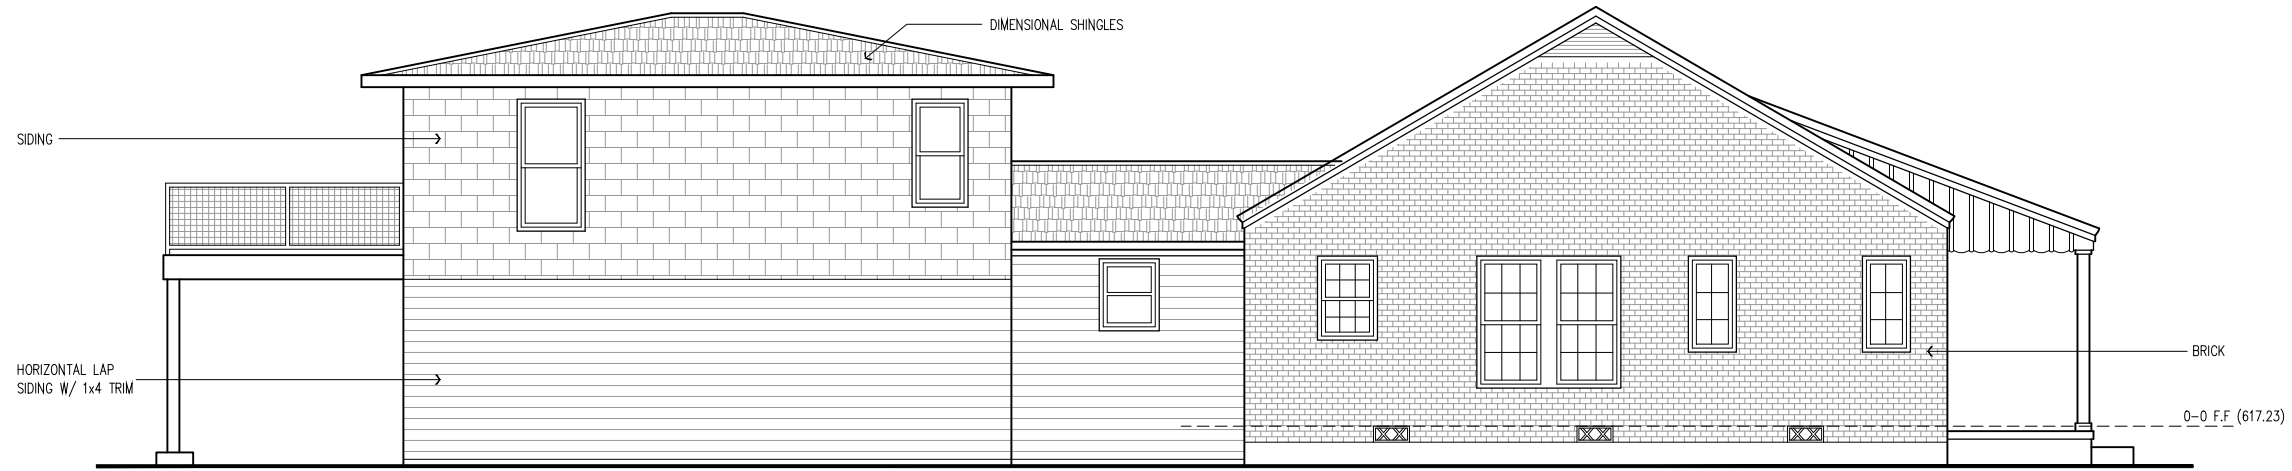 DIMENSIONAL SHINGLES
SIDING
HORIZONTAL LAP
SIDING W/ 1x4 TRIM
BRICK
0-0 F.F (617.23)